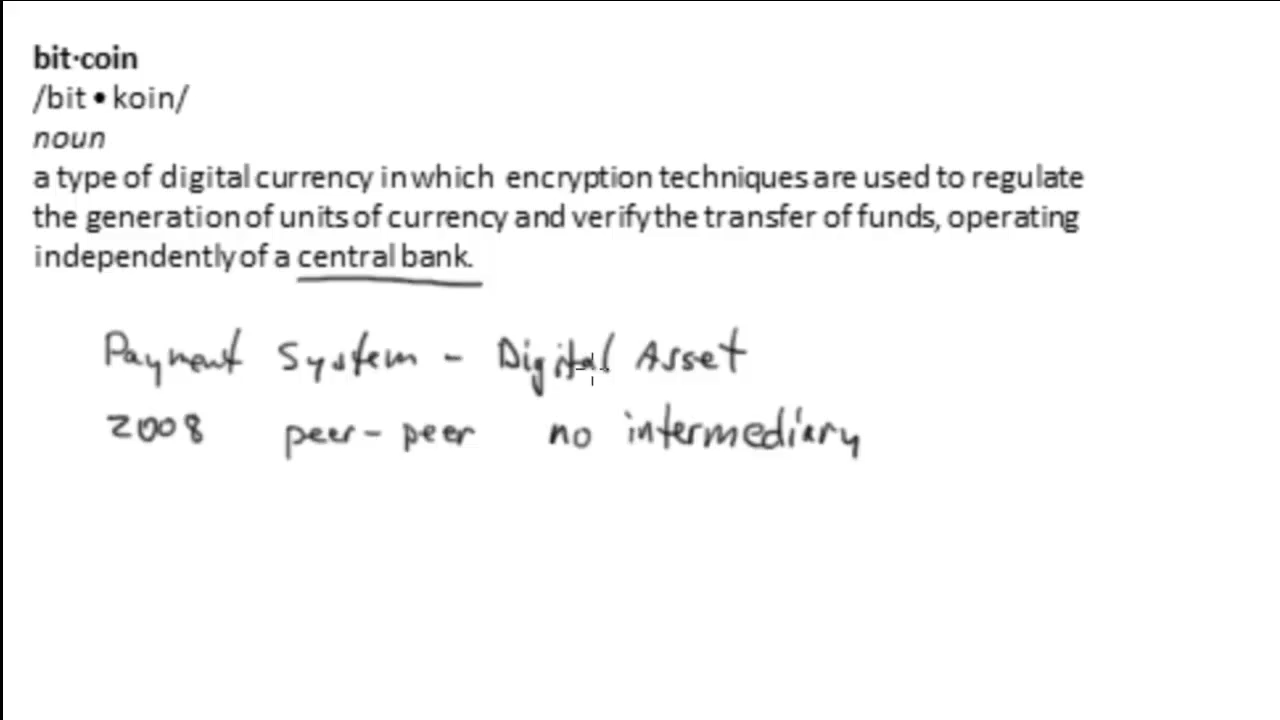 bit·coin
/bit • koin/
noun
a type of digital currency in which encryption techniques are used to regulate
the generation of units of currency and verify the transfer of funds, operating
independently of a central bank.
Payment System - Digital Asset
2008 peer-peer no intermediary